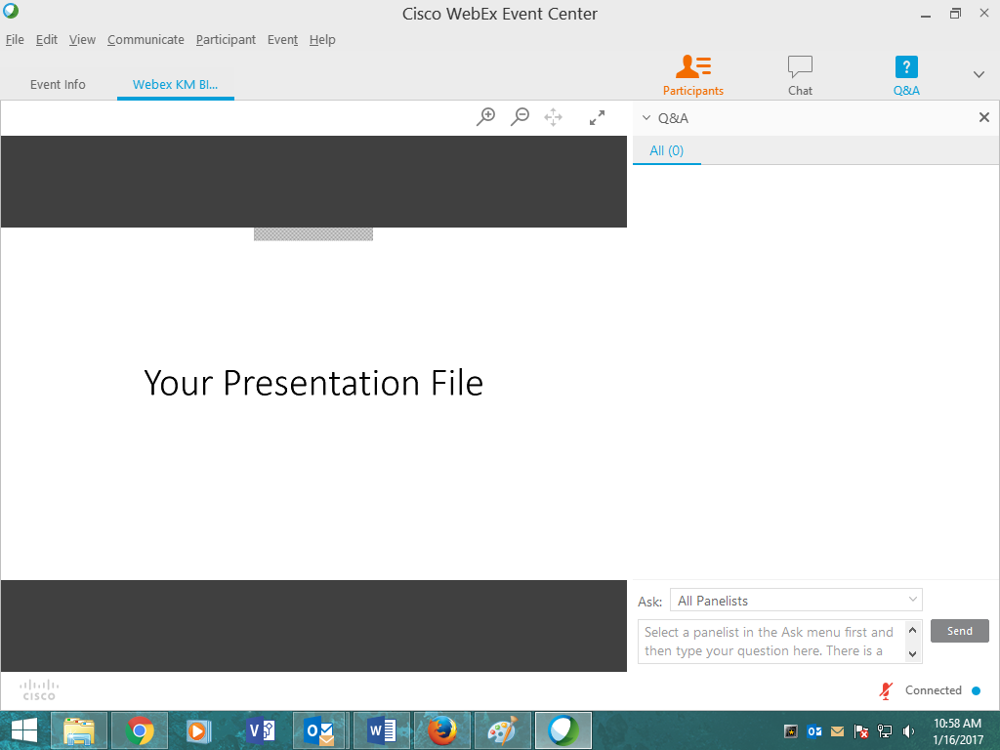 Cisco WebEx Event Center
File Edit View Communicate Participant Event Help
Event Info
Webex KM BI...
Participants
Chat
?
Q&A
Q&A
All (0)
Your Presentation File
Ask:
All Panelists
Select a panelist in the Ask menu first and
then type your question here. There is a
Send
CISCO
Connected
10:58 AM
1/16/2017